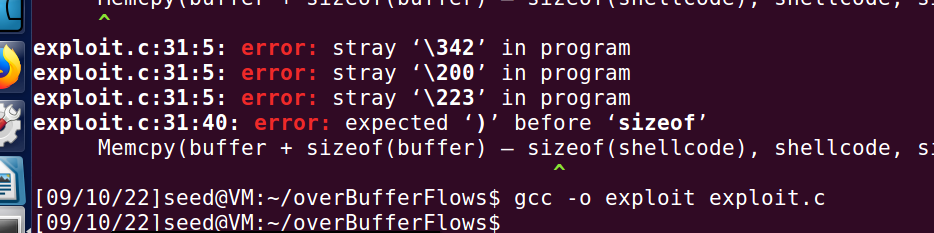 Memcpy(buffer + sizeof(buffer) – sizeof(shellcode), shellcode, s
^
exploit.c:31:5: error: stray ‘\342’ in program
exploit.c:31:5: error: stray ‘\200’ in program
exploit.c:31:5: error: stray ‘\223’ in program
exploit.c:31:40: error: expected ‘)’ before ‘sizeof’
Memcpy(buffer + sizeof(buffer) – sizeof(shellcode), shellcode, si
^
[09/10/22]seed@VM:~/overBufferFlows$ gcc -o exploit exploit.c
[09/10/22]seed@VM:~/overBufferFlows$